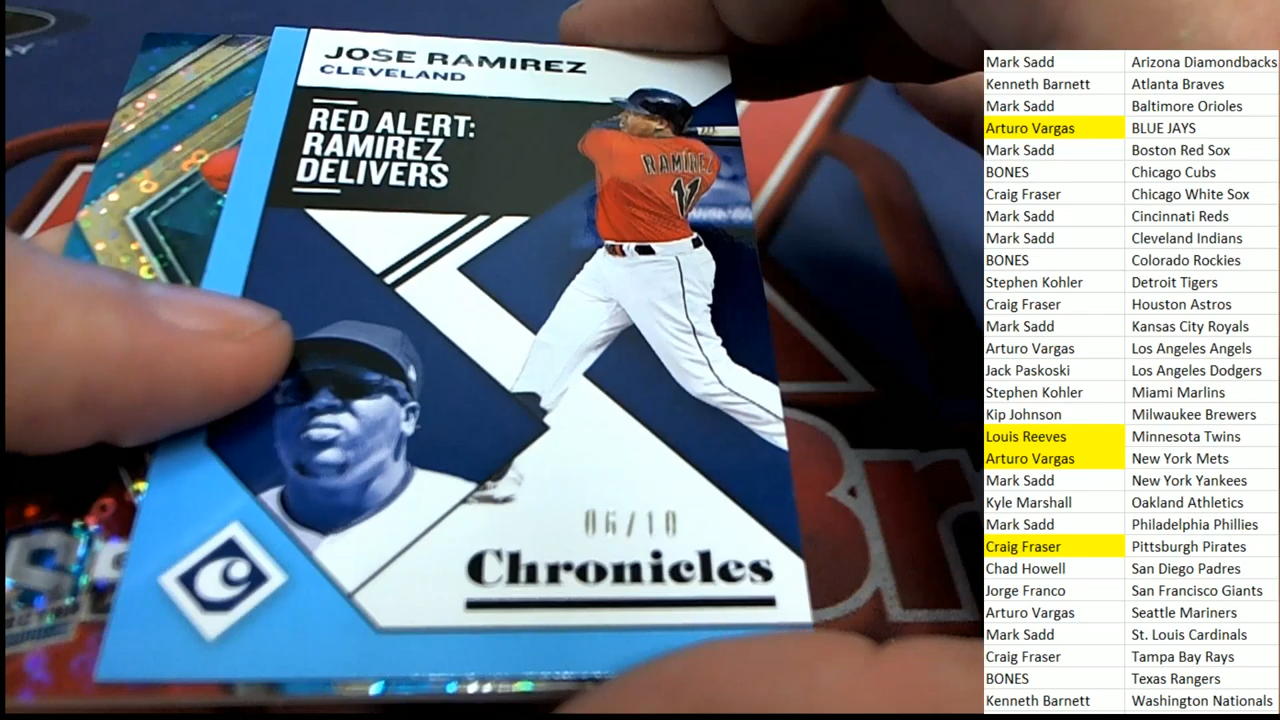 JOSE RAMIREZ
CLEVELAND
RED ALERT:
RAMIREZ
DELIVERS
RAMÍREZ
11
06/10
Chronicles
C
Mark Sadd Arizona Diamondbacks
Kenneth Barnett Atlanta Braves
Mark Sadd Baltimore Orioles
Arturo Vargas BLUE JAYS
Mark Sadd Boston Red Sox
BONES Chicago Cubs
Craig Fraser Chicago White Sox
Mark Sadd Cincinnati Reds
Mark Sadd Cleveland Indians
BONES Colorado Rockies
Stephen Kohler Detroit Tigers
Craig Fraser Houston Astros
Mark Sadd Kansas City Royals
Arturo Vargas Los Angeles Angels
Jack Paskoski Los Angeles Dodgers
Stephen Kohler Miami Marlins
Kip Johnson Milwaukee Brewers
Louis Reeves Minnesota Twins
Arturo Vargas New York Mets
Mark Sadd New York Yankees
Kyle Marshall Oakland Athletics
Mark Sadd Philadelphia Phillies
Craig Fraser Pittsburgh Pirates
Chad Howell San Diego Padres
Jorge Franco San Francisco Giants
Arturo Vargas Seattle Mariners
Mark Sadd St. Louis Cardinals
Craig Fraser Tampa Bay Rays
BONES Texas Rangers
Kenneth Barnett Washington Nationals